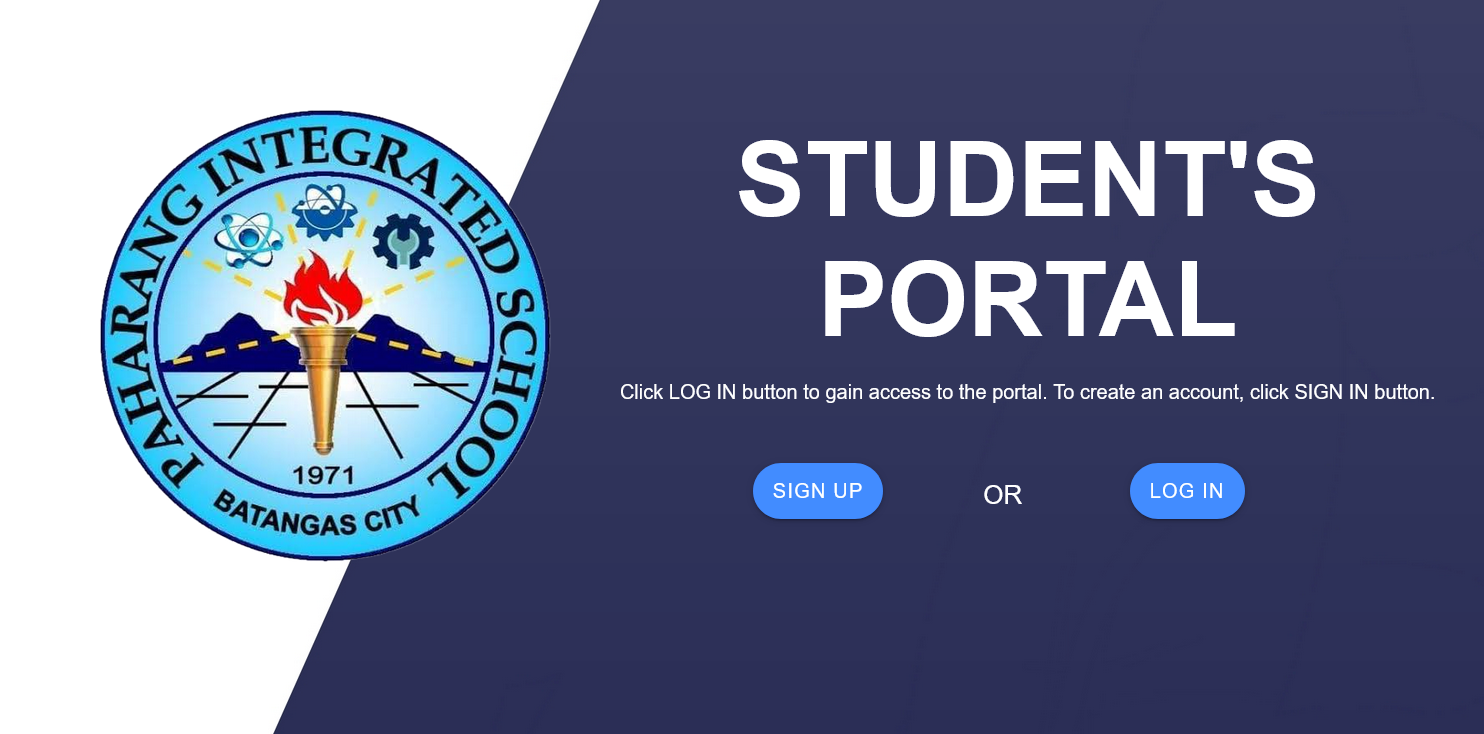 PAHARANG INTEGRATED SCHOOL
1971
BATANGAS CITY
STUDENT'S
PORTAL
Click LOG IN button to gain access to the portal. To create an account, click SIGN IN button.
SIGN UP
OR
LOG IN